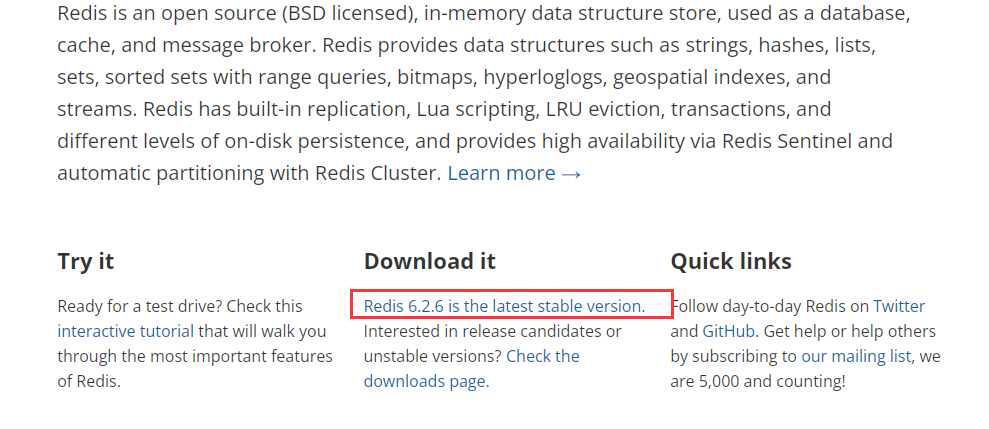 Redis is an open source (BSD licensed), in-memory data structure store, used as a database,
cache, and message broker. Redis provides data structures such as strings, hashes, lists,
sets, sorted sets with range queries, bitmaps, hyperloglogs, geospatial indexes, and
streams. Redis has built-in replication, Lua scripting, LRU eviction, transactions, and
different levels of on-disk persistence, and provides high availability via Redis Sentinel and
automatic partitioning with Redis Cluster. Learn more →
Try it
Ready for a test drive? Check this
interactive tutorial that will walk you
through the most important features
of Redis.
Download it
Redis 6.2.6 is the latest stable version.
Interested in release candidates or
unstable versions? Check the
downloads page.
Quick links
Follow day-to-day Redis on Twitter
and GitHub. Get help or help others
by subscribing to our mailing list, we
are 5,000 and counting!